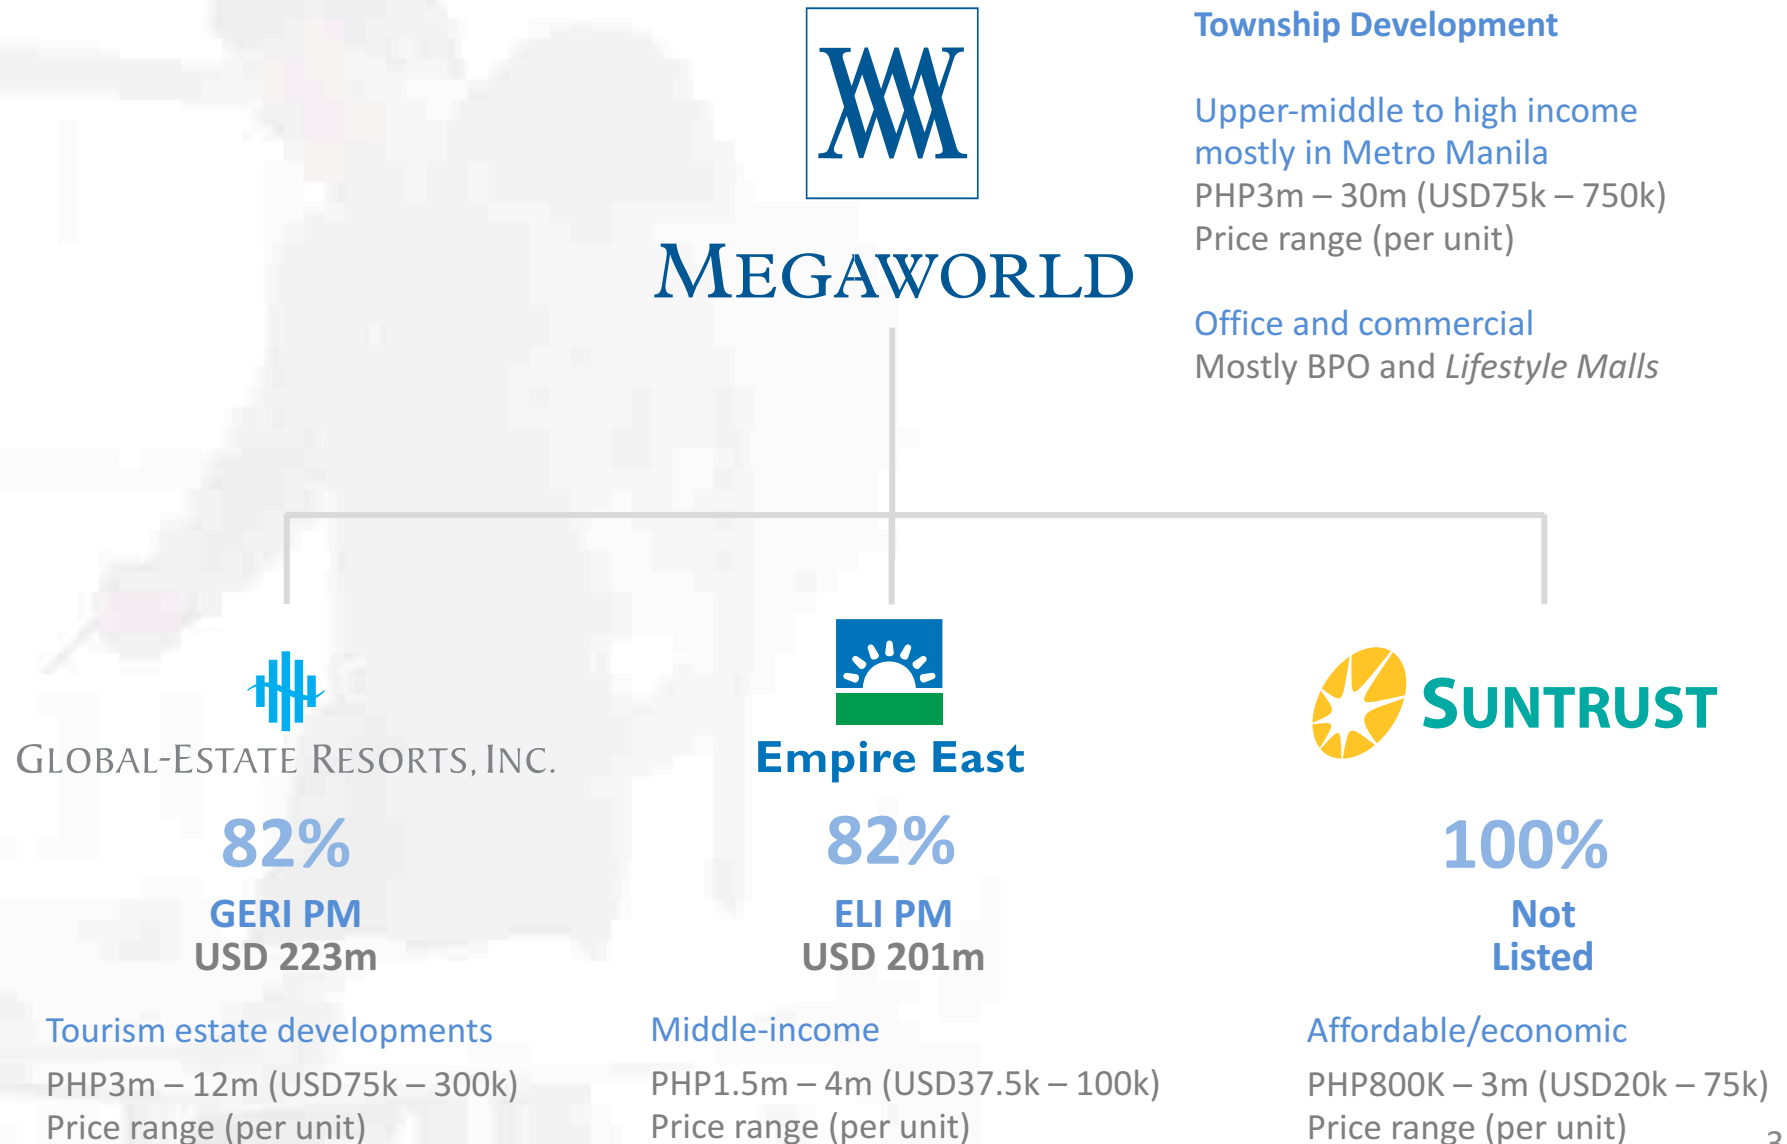 Township Development
Upper-middle to high income
mostly in Metro Manila
PHP3m – 30m (USD75k – 750k)
Price range (per unit)
Office and commercial
Mostly BPO and Lifestyle Malls
MEGAWORLD
GLOBAL-ESTATE RESORTS, INC.
82%
GERI PM
USD 223m
Tourism estate developments
PHP3m – 12m (USD75k – 300k)
Price range (per unit)
Empire East
82%
ELI PM
USD 201m
Middle-income
PHP1.5m – 4m (USD37.5k – 100k)
Price range (per unit)
SUNTRUST
100%
Not
Listed
Affordable/economic
PHP800K – 3m (USD20k – 75k)
Price range (per unit)
3